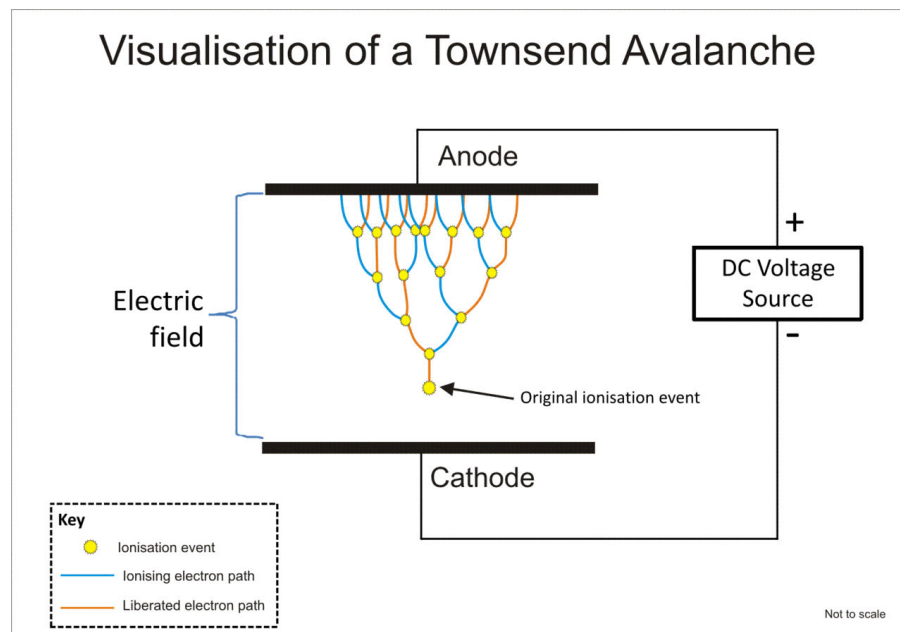 Visualisation of a Townsend Avalanche
Anode
+
DC Voltage
Source
-
Electric
field
Original ionisation event
Cathode
Key
Ionisation event
Ionising electron path
Liberated electron path
Not to scale